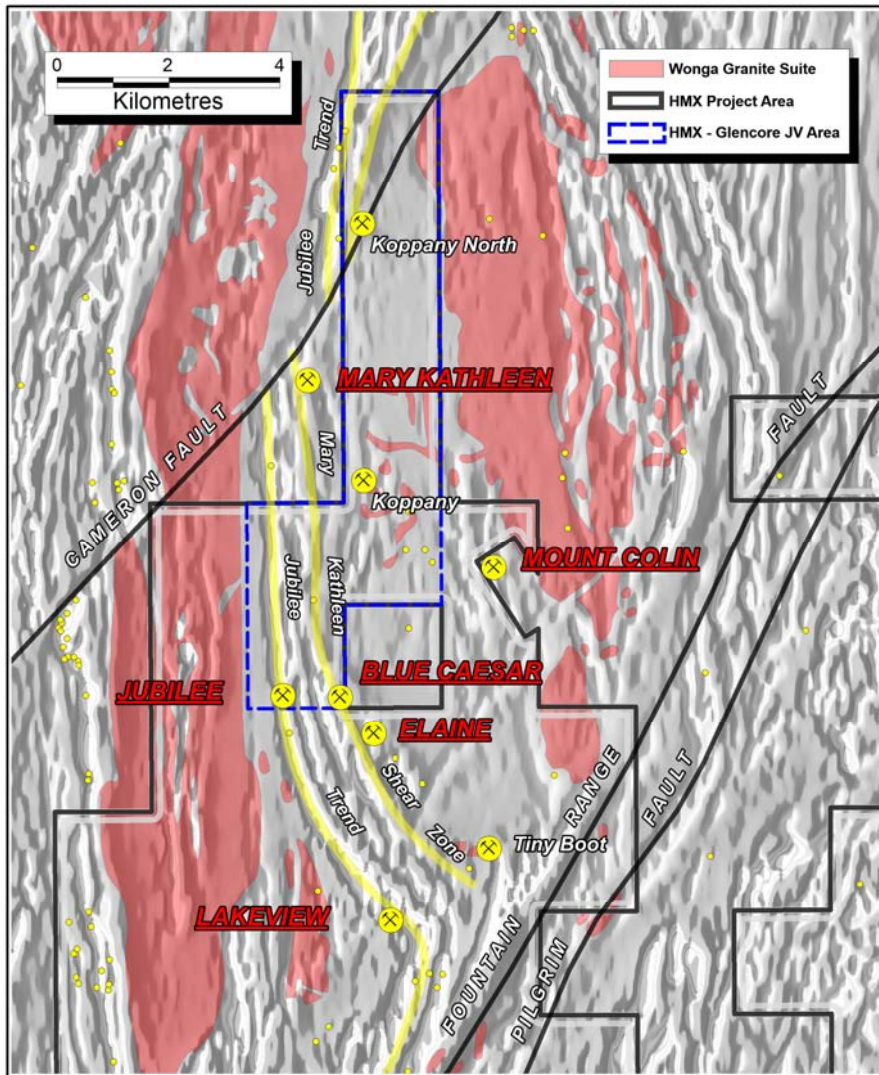 0 2 4
Kilometres
Wonga Granite Suite
HMX Project Area
HMX - Glencore JV Area
Jubilee Trend
Koppany North
MARY KATHLEEN
CAMERON FAULT
Mary Kathleen Shear Zone
Koppany
FOUNTAIN RANGE FAULT
MOUNT COLIN
Jubilee Trend
JUBILEE
BLUE CAESAR
ELAINE
Tiny Boot
LAKEVIEW
PILGRIM FAULT